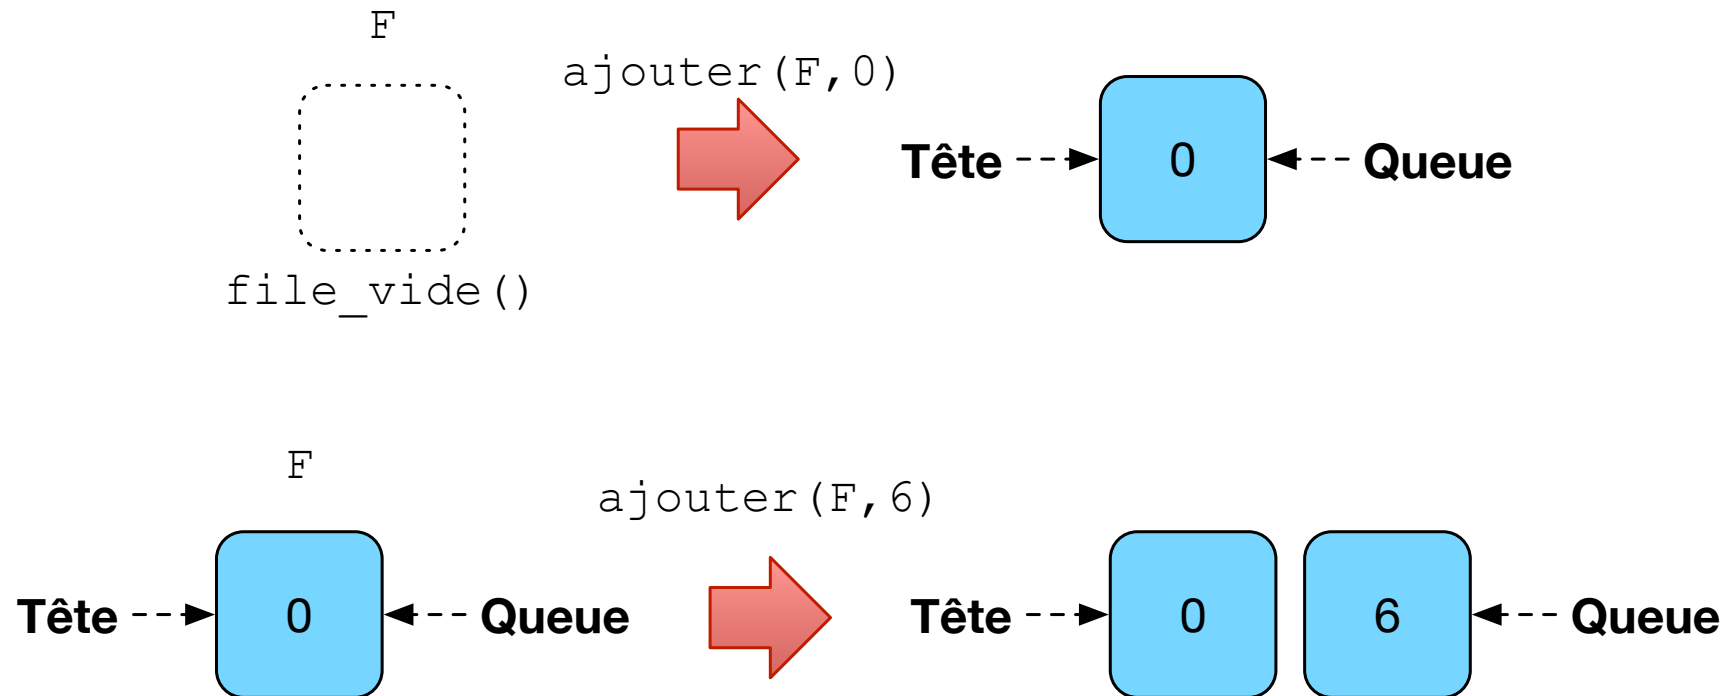 F
ajouter(F,0)
Tête 0 Queue
file_vide()
F
ajouter(F,6)
Tête 0 Queue Tête 0 6 Queue